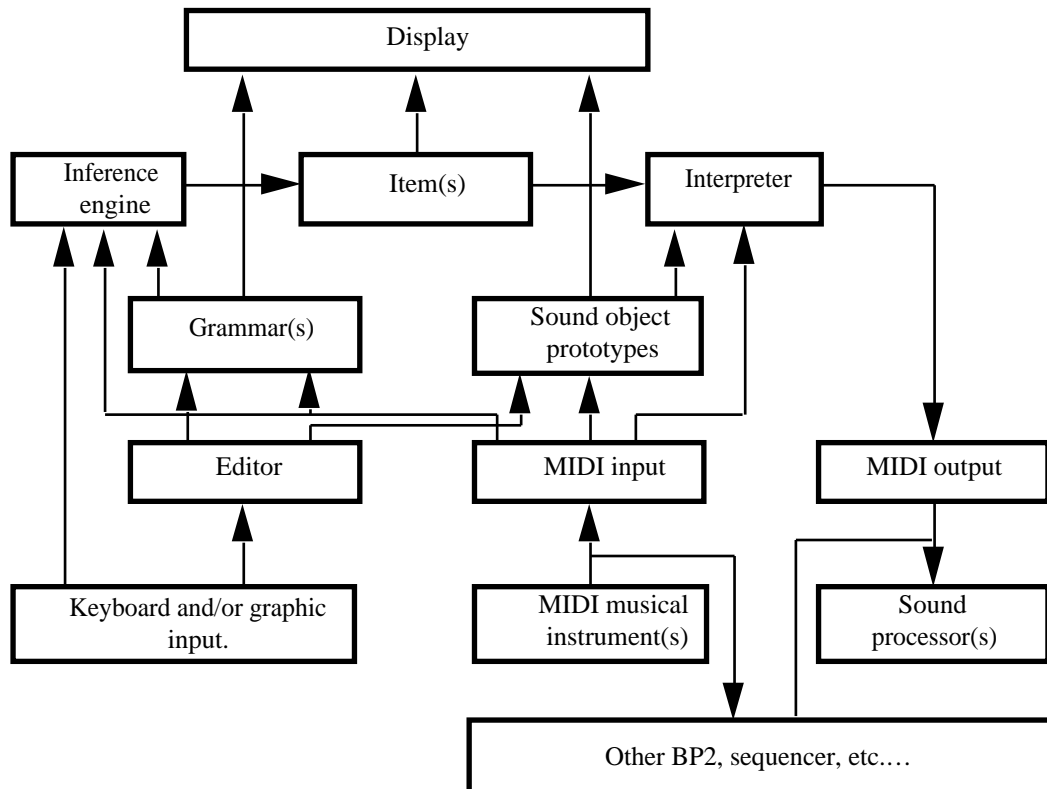 Display
Inference
engine
Item(s)
Interpreter
Grammar(s)
Sound object
prototypes
Editor
MIDI input
MIDI output
Keyboard and/or graphic
input.
MIDI musical
instrument(s)
Sound
processor(s)
Other BP2, sequencer, etc.…